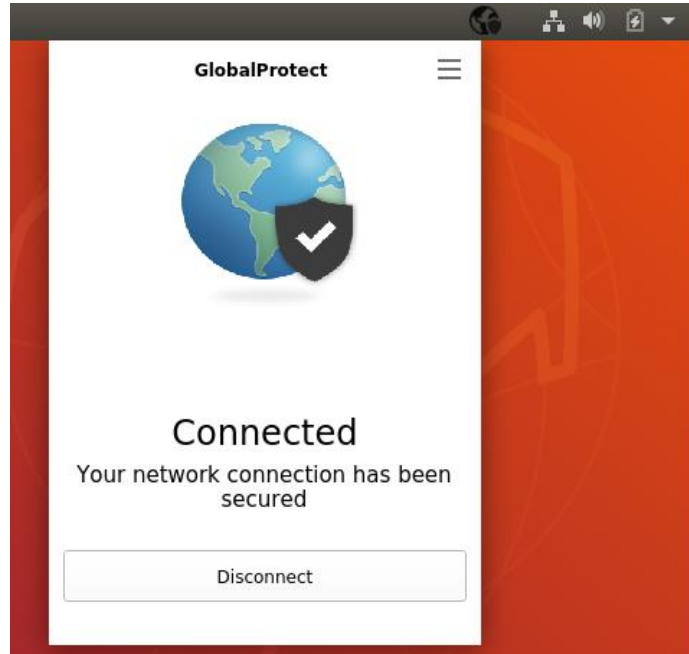 GlobalProtect
Connected
Your network connection has been
secured
Disconnect